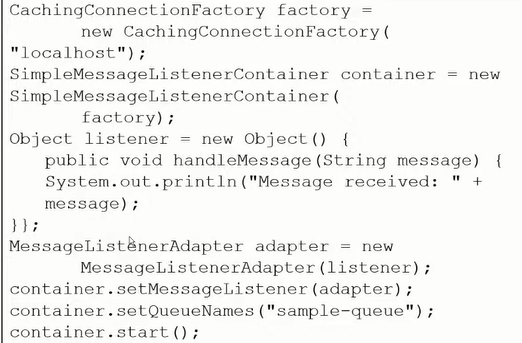 CachingConnectionFactory factory =
new CachingConnectionFactory(
"localhost");
SimpleMessageListenerContainer container = new
SimpleMessageListenerContainer(
factory);
Object listener = new Object() {
public void handleMessage(String message) {
System.out.println("Message received: " +
message);
}};
MessageListenerAdapter adapter = new
MessageListenerAdapter(listener);
container.setMessageListener(adapter);
container.setQueueNames("sample-queue");
container.start();